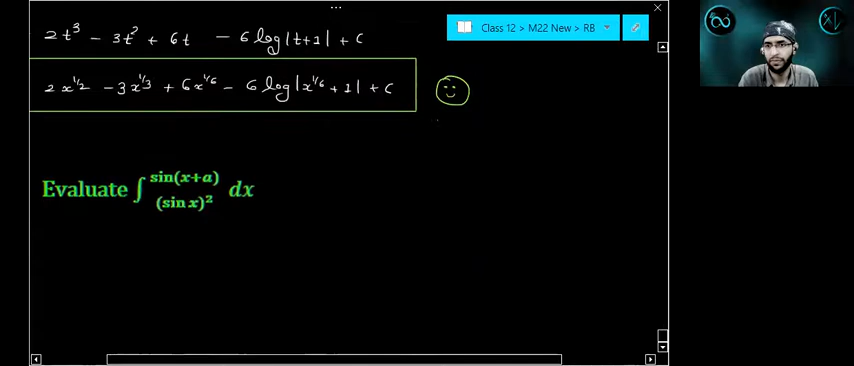 2t³ - 3t² + 6t - 6 log|t+1| + C
Class 12 > M22 New > RB
2x^1/2 - 3x^1/3 + 6x^1/6 - 6 log|x^1/6 + 1| + C
Evaluate ∫ sin(x+a) / (sin x)² dx